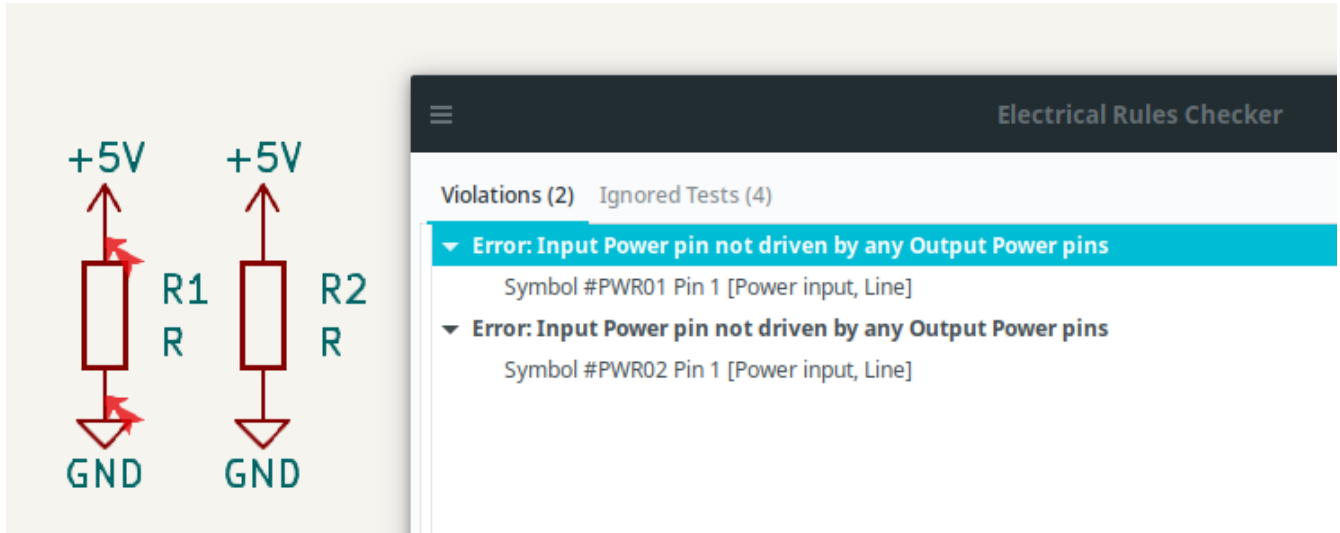 +5V +5V
R1 R2
R R
GND GND
Electrical Rules Checker
Violations (2) Ignored Tests (4)
Error: Input Power pin not driven by any Output Power pins
Symbol #PWR01 Pin 1 [Power input, Line]
Error: Input Power pin not driven by any Output Power pins
Symbol #PWR02 Pin 1 [Power input, Line]